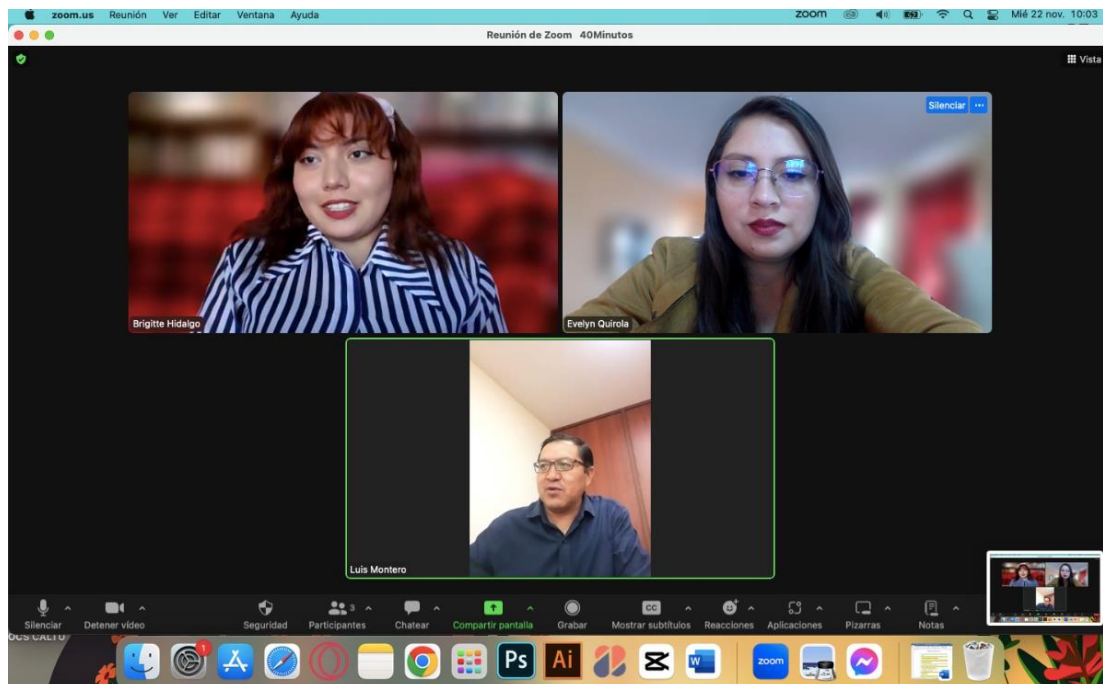 zoom.us Reunión Ver Editar Ventana Ayuda zoom Mié 22 nov. 10:03
Reunión de Zoom 40Minutos
Vista
Silenciar
Brigitte Hidalgo
Evelyn Quirola
Luis Montero
3
CC
Silenciar Detener vídeo Seguridad Participantes Chatear Compartir pantalla Grabar Mostrar subtítulos Reacciones Aplicaciones Pizarras Notas
1
Ps
Ai
W
zoom